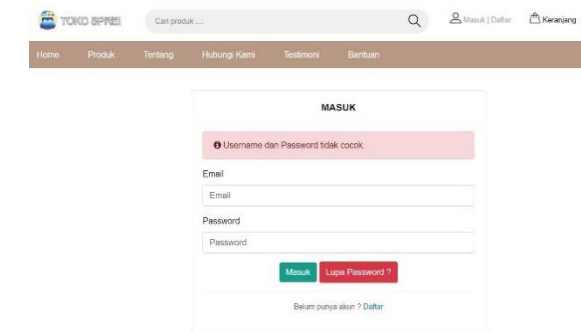 TOKO SPREI
Cari produk ....
Masuk | Daftar
Keranjang
Home Produk Tentang Hubungi Kami Testimoni Bantuan
MASUK
Username dan Password tidak cocok.
Email
Email
Password
Password
Masuk Lupa Password ?
Belum punya akun ? Daftar